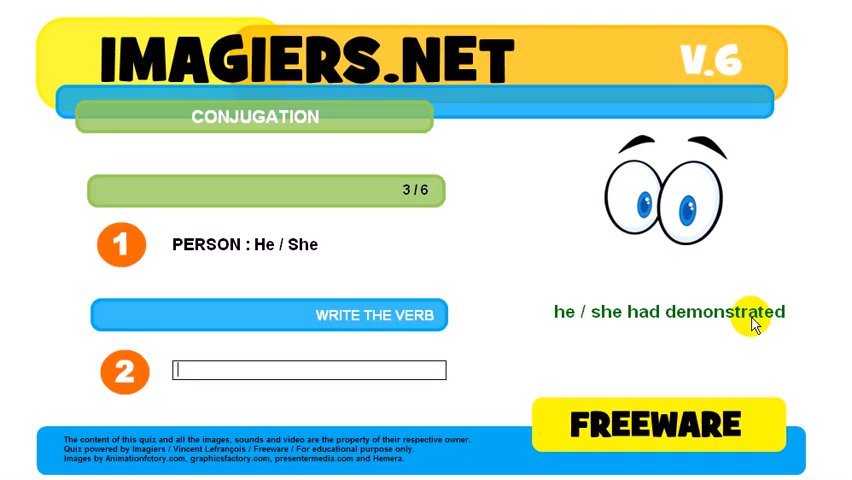 IMAGIERS.NET
V.6
CONJUGATION
3 / 6
1
PERSON : He / She
he / she had demonstrated
WRITE THE VERB
2
FREEWARE
The content of this quiz and all the images, sounds and video are the property of their respective owner.
Quiz powered by Imagiers / Vincent Lefrançois / Freeware / For educational purpose only.
Images by Animationfctory.com, graphicsfactory.com, presentermedia.com and Hemera.